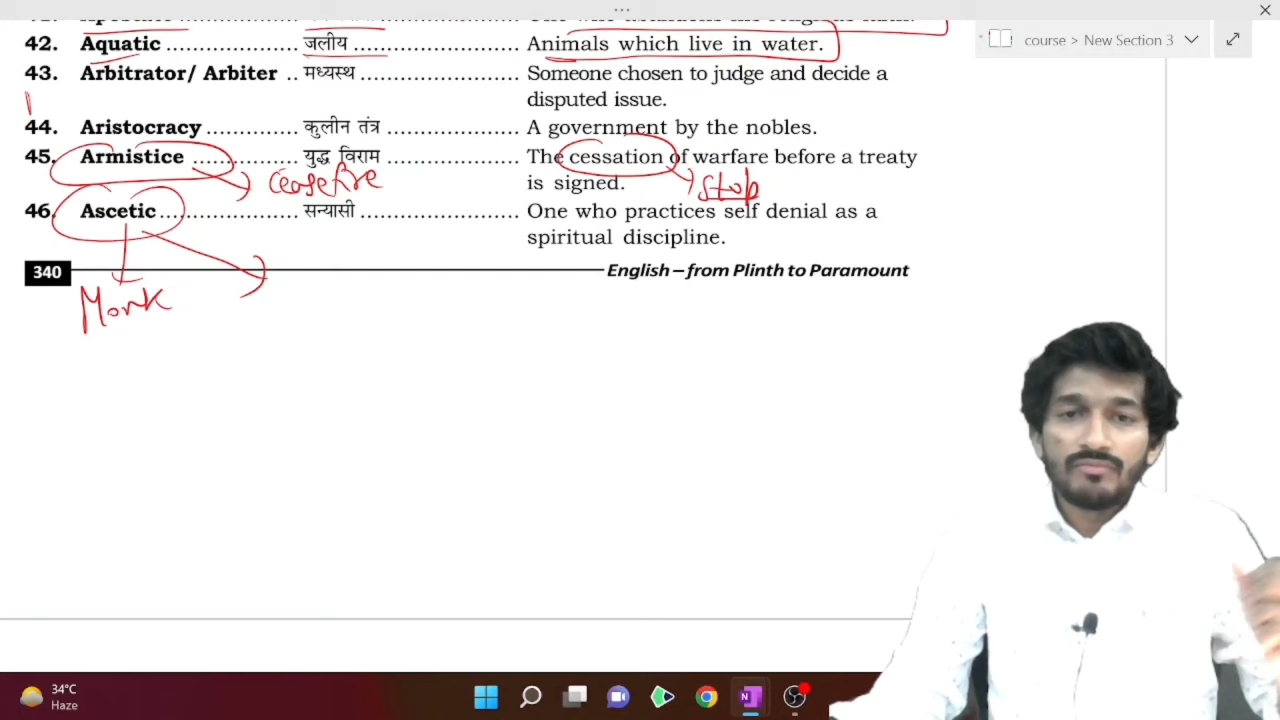 course > New Section 3
42. Aquatic .................... जलीय ......................... Animals which live in water.
43. Arbitrator/ Arbiter .. मध्यस्थ ........................ Someone chosen to judge and decide a
disputed issue.
44. Aristocracy .............. कुलीन तंत्र .................... A government by the nobles.
45. Armistice ................ युद्ध विराम .................... The cessation of warfare before a treaty
Ceasefire
is signed.
Stop
46. Ascetic ..................... सन्यासी ........................ One who practices self denial as a
spiritual discipline.
340 English – from Plinth to Paramount
Monk
34°C
Haze